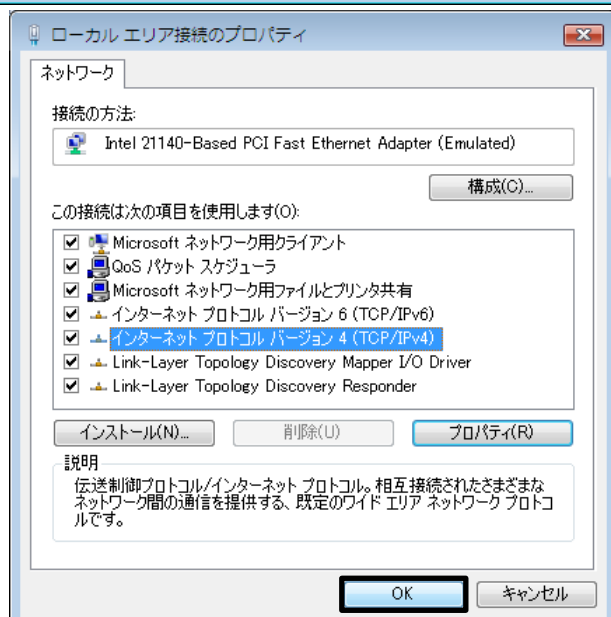 ローカル エリア接続のプロパティ
ネットワーク
接続の方法:
Intel 21140-Based PCI Fast Ethernet Adapter (Emulated)
構成(C)...
この接続は次の項目を使用します(O):
Microsoft ネットワーク用クライアント
QoS パケット スケジューラ
Microsoft ネットワーク用ファイルとプリンタ共有
インターネット プロトコル バージョン 6 (TCP/IPv6)
インターネット プロトコル バージョン 4 (TCP/IPv4)
Link-Layer Topology Discovery Mapper I/O Driver
Link-Layer Topology Discovery Responder
インストール(N)... 削除(U) プロパティ(R)
説明
伝送制御プロトコル/インターネット プロトコル。相互接続されたさまざまな
ネットワーク間の通信を提供する、既定のワイド エリア ネットワーク プロトコ
ルです。
OK キャンセル